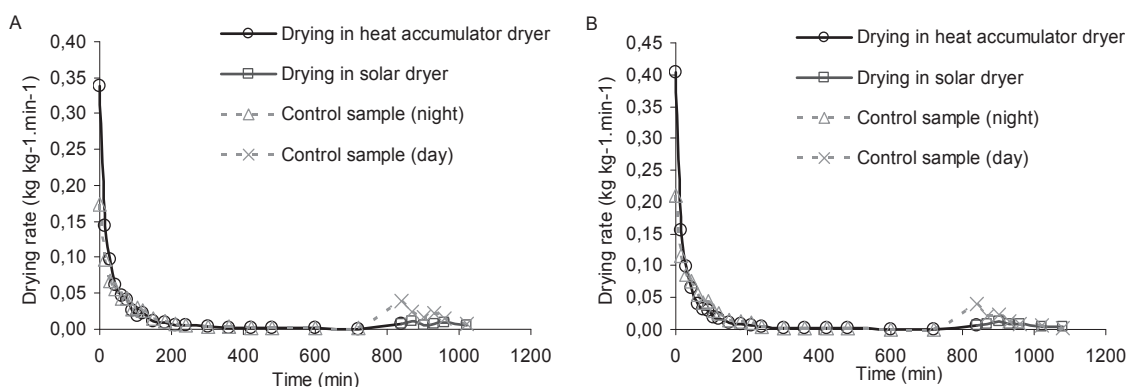 A
Drying rate (kg kg-1.min-1)
0,40
0,35
0,30
0,25
0,20
0,15
0,10
0,05
0,00
0 200 400 600 800 1000 1200
Time (min)
Drying in heat accumulator dryer
Drying in solar dryer
Control sample (night)
Control sample (day)
B
Drying rate (kg kg-1.min-1)
0,45
0,40
0,35
0,30
0,25
0,20
0,15
0,10
0,05
0,00
0 200 400 600 800 1000 1200
Time (min)
Drying in heat accumulator dryer
Drying in solar dryer
Control sample (night)
Control sample (day)